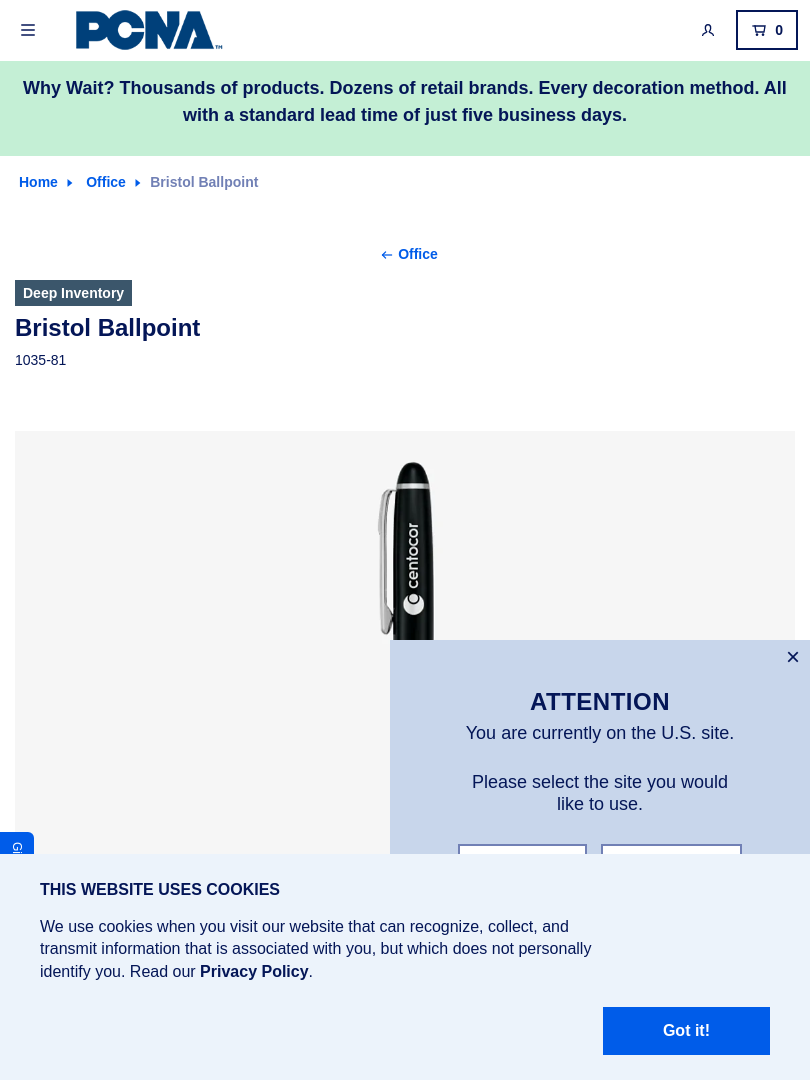 PCNA™
0
Why Wait? Thousands of products. Dozens of retail brands. Every decoration method. All
with a standard lead time of just five business days.
Home Office Bristol Ballpoint
← Office
Deep Inventory
Bristol Ballpoint
1035-81
centocor
×
ATTENTION
You are currently on the U.S. site.
Please select the site you would
like to use.
THIS WEBSITE USES COOKIES
We use cookies when you visit our website that can recognize, collect, and
transmit information that is associated with you, but which does not personally
identify you. Read our Privacy Policy.
Got it!